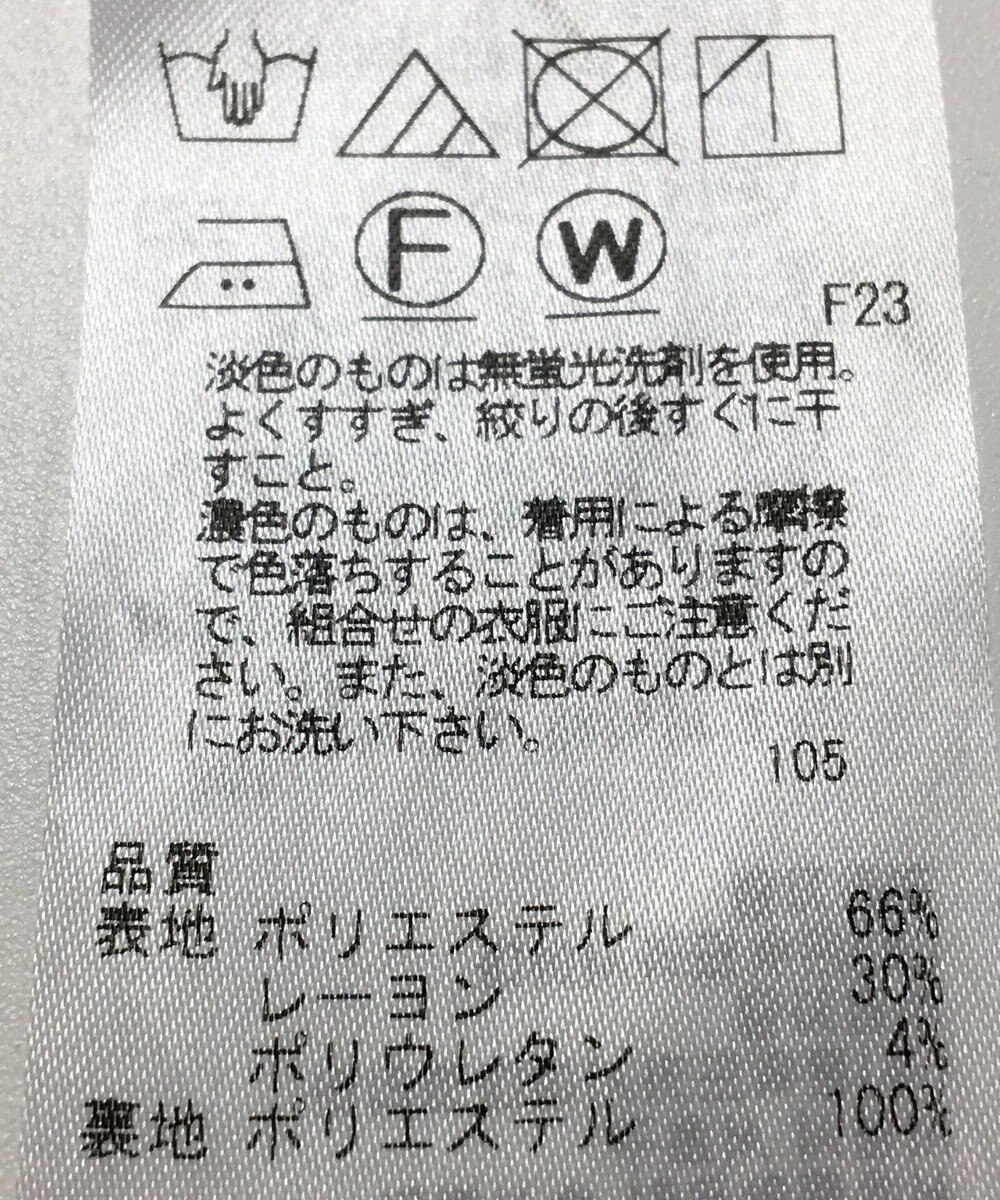 F
W
F23
淡色のものは無蛍光洗剤を使用。
よくすすぎ、絞りの後すぐに干
すこと。
濃色のものは、着用による摩擦
で色落ちすることがありますの
で、組合せの衣服にご注意くだ
さい。また、淡色のものとは別
にお洗い下さい。
105
品質
表地 ポリエステル 66%
レーヨン 30%
ポリウレタン 4%
裏地 ポリエステル 100%